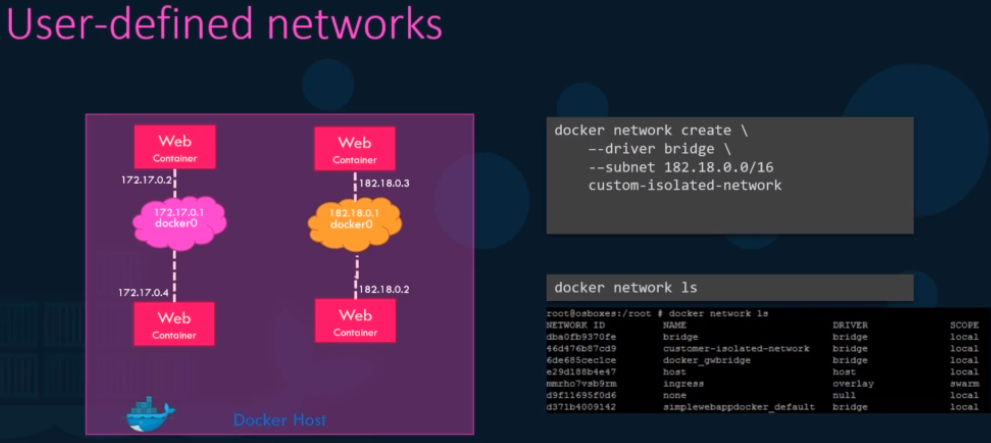 User-defined networks
Web
Container
Web
Container
172.17.0.2
182.18.0.3
172.17.0.1
docker0
182.18.0.1
docker0
172.17.0.4
182.18.0.2
Web
Container
Web
Container
Docker Host
docker network create \
--driver bridge \
--subnet 182.18.0.0/16
custom-isolated-network
docker network ls
root@osboxes:/root # docker network ls
NETWORK ID NAME DRIVER SCOPE
dba0fb9370fe bridge bridge local
46d476b87cd9 customer-isolated-network bridge local
6de685cec1ce docker_gwbridge bridge local
e29d188b4e47 host host local
mmrho7vsb9rm ingress overlay swarm
d9f11695f0d6 none null local
d371b4009142 simplewebappdocker_default bridge local